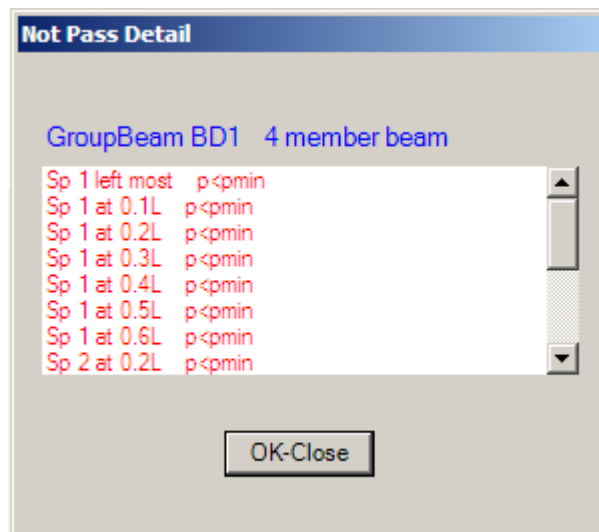 Not Pass Detail
GroupBeam BD1 4 member beam
Sp 1 left most p<pmin
Sp 1 at 0.1L p<pmin
Sp 1 at 0.2L p<pmin
Sp 1 at 0.3L p<pmin
Sp 1 at 0.4L p<pmin
Sp 1 at 0.5L p<pmin
Sp 1 at 0.6L p<pmin
Sp 2 at 0.2L p<pmin
OK-Close